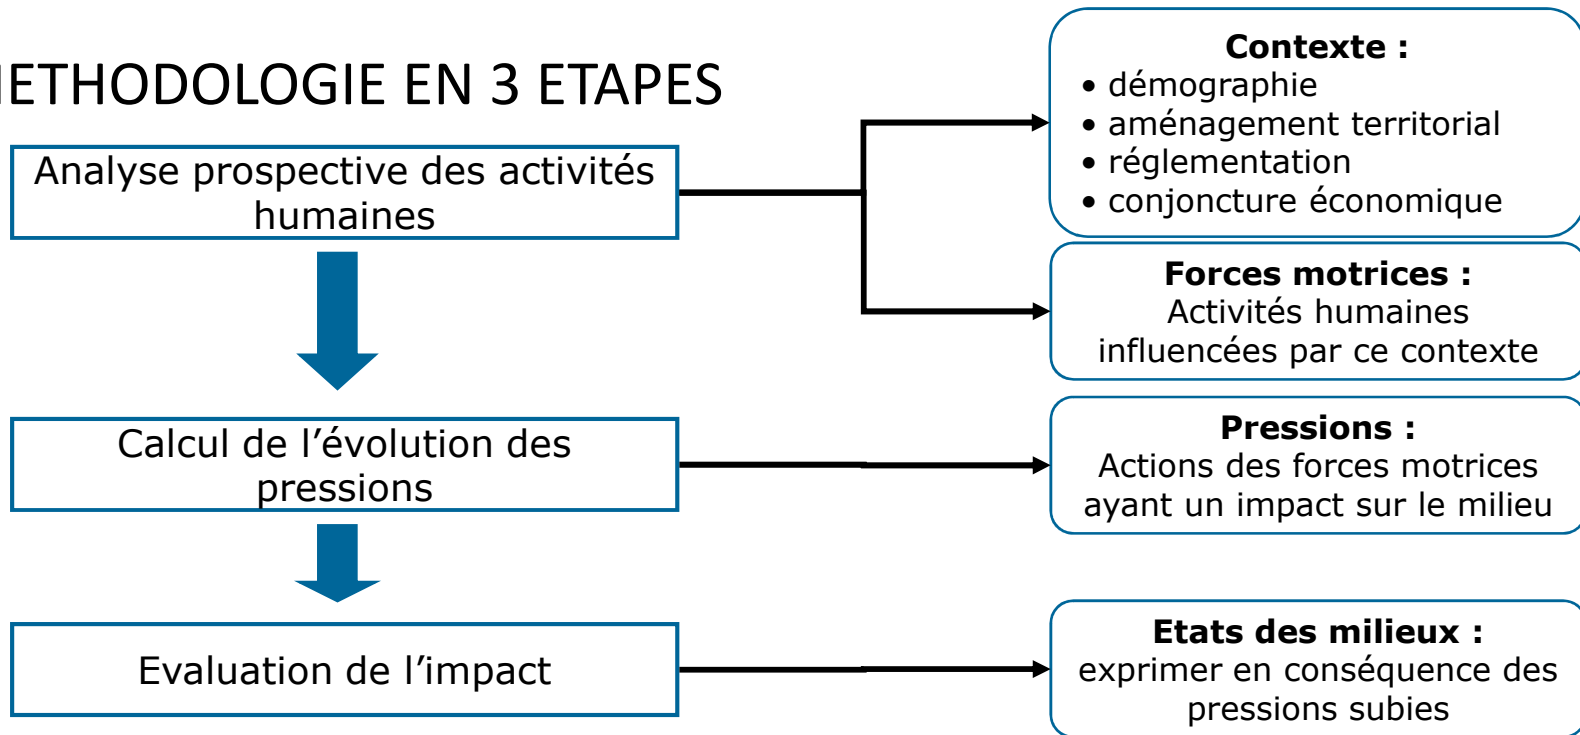 METHODOLOGIE EN 3 ETAPES
Analyse prospective des activités
humaines
Contexte :
• démographie
• aménagement territorial
• réglementation
• conjoncture économique
Forces motrices :
Activités humaines
influencées par ce contexte
Calcul de l’évolution des
pressions
Pressions :
Actions des forces motrices
ayant un impact sur le milieu
Evaluation de l’impact
Etats des milieux :
exprimer en conséquence des
pressions subies